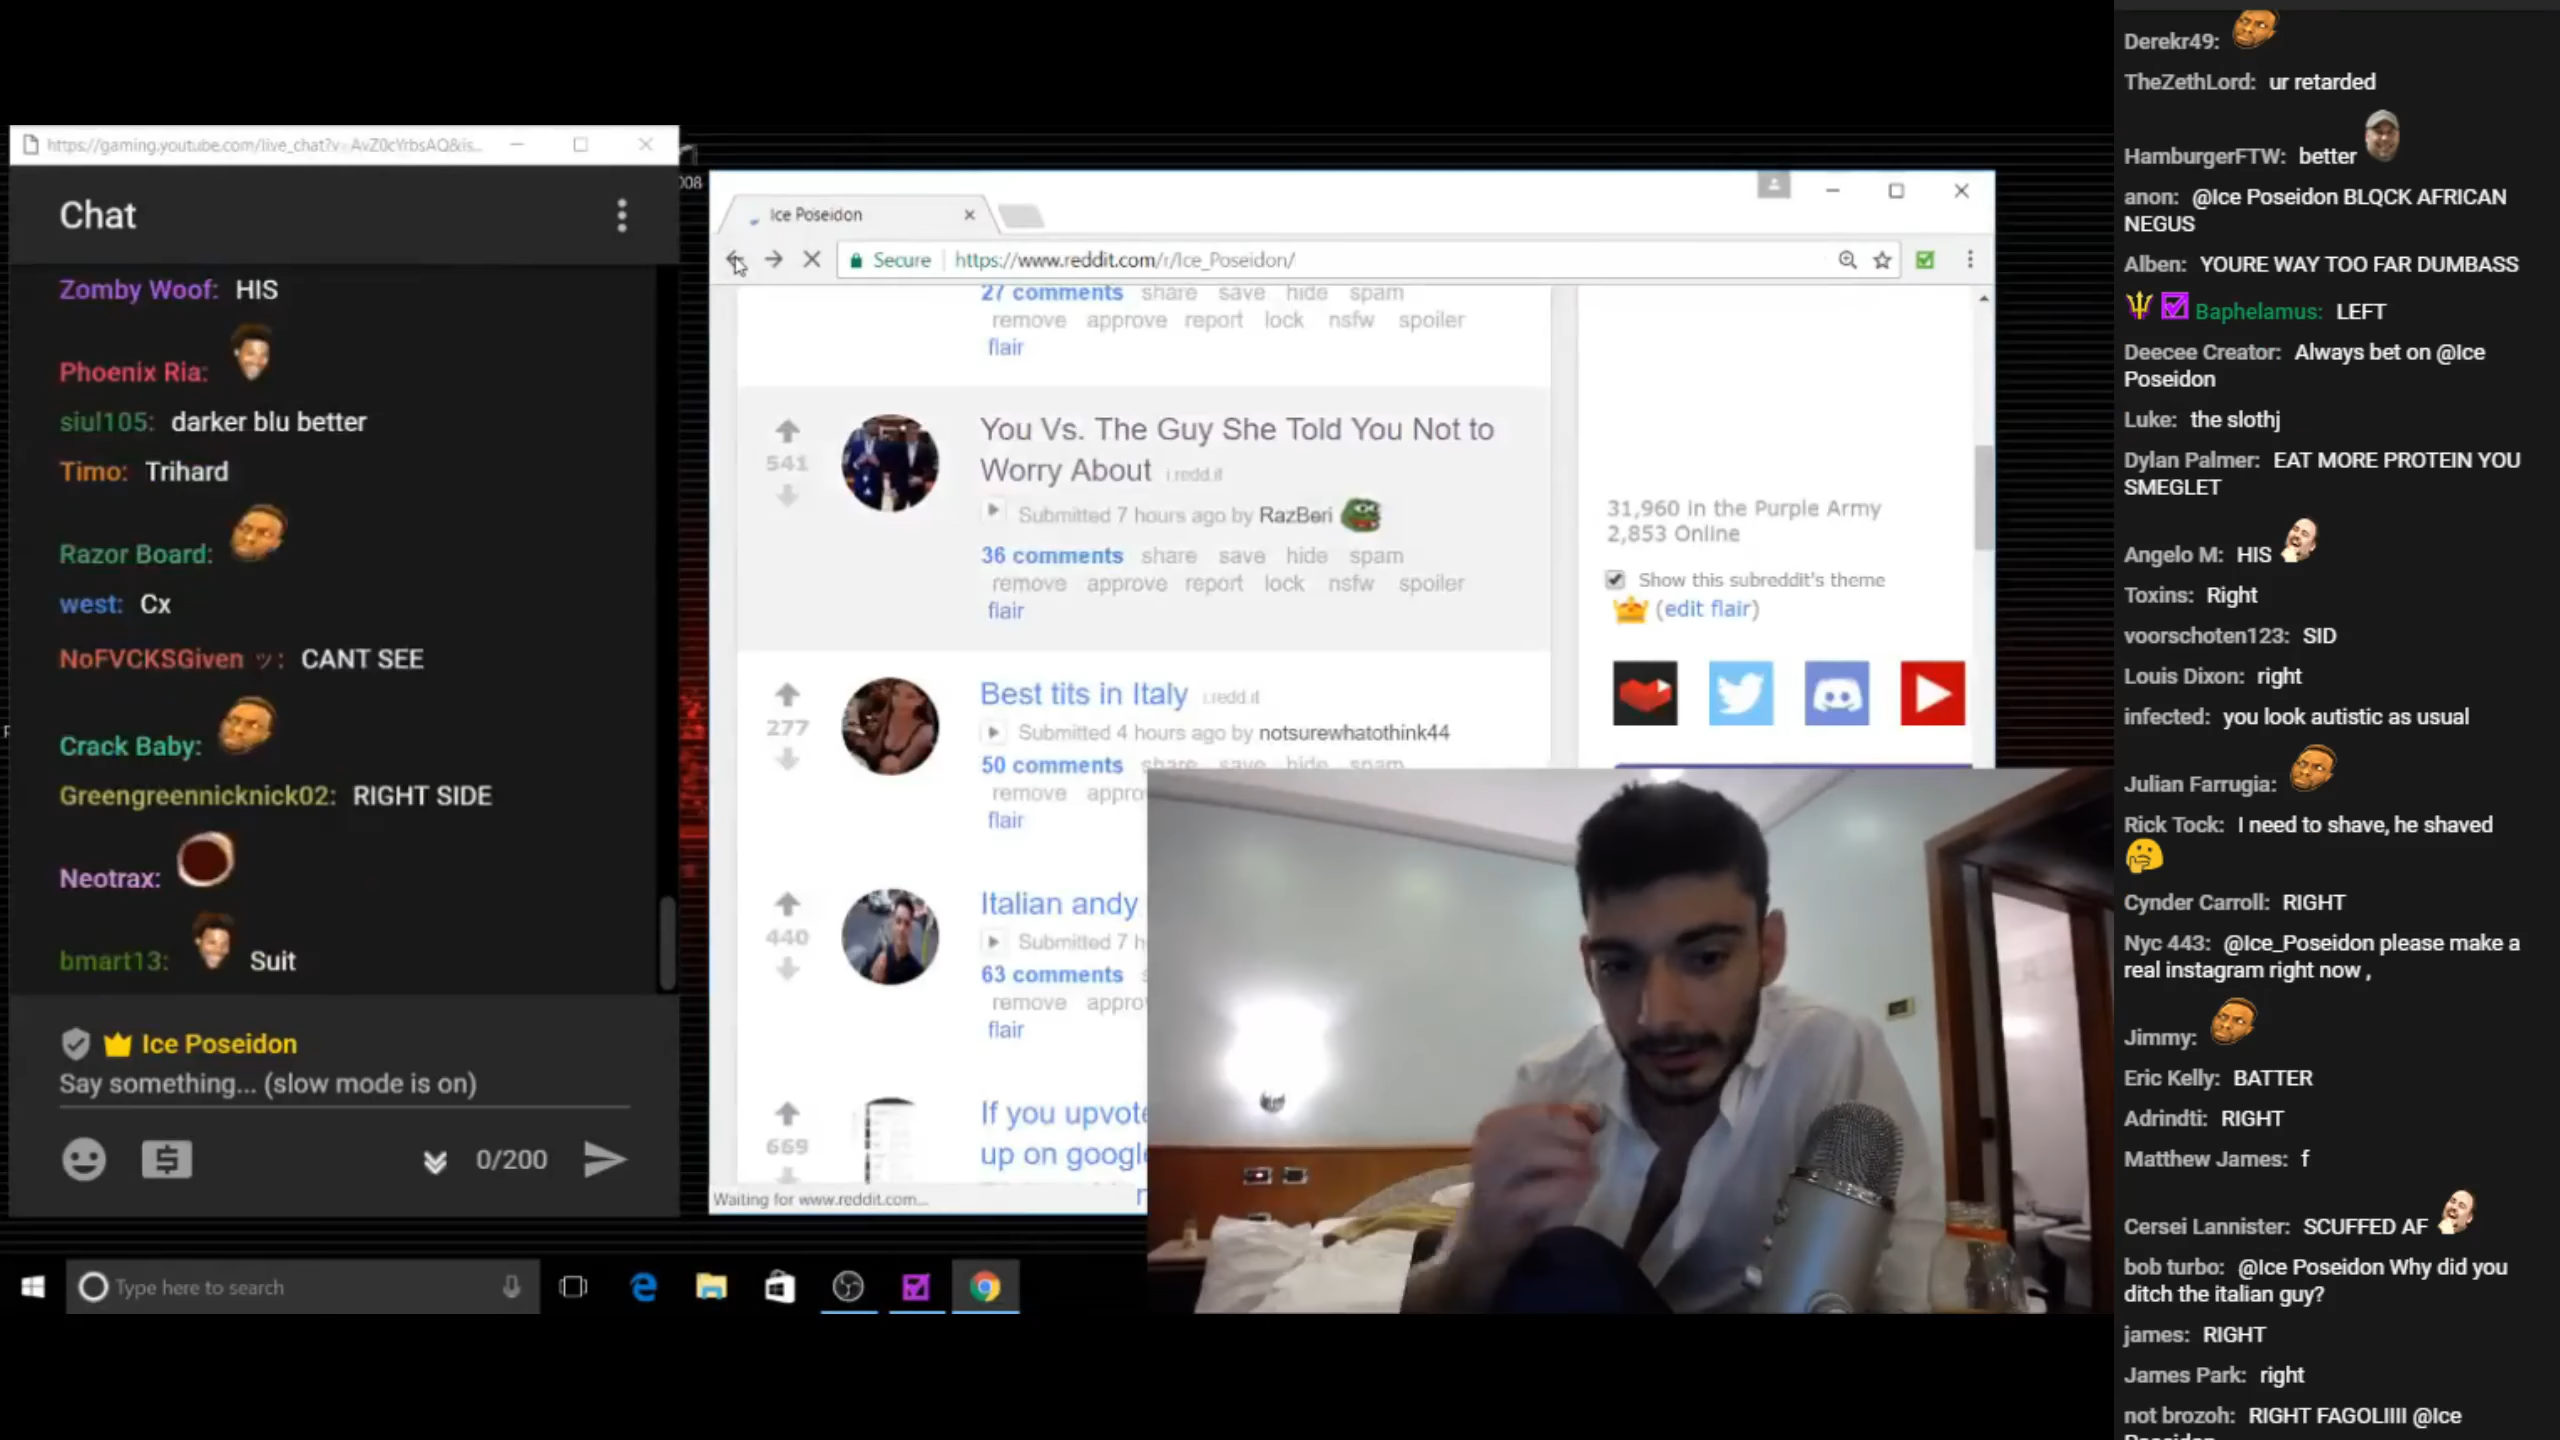 https://gaming.youtube.com/live_chat?v=AvZ0cYrbsAQ&is...
Chat
Zomby Woof: HIS
Phoenix Ria:
siul105: darker blu better
Timo: Trihard
Razor Board:
west: Cx
NoFVCKSGiven ッ: CANT SEE
Crack Baby:
Greengreennicknick02: RIGHT SIDE
Neotrax:
bmart13: Suit
Ice Poseidon
Say something... (slow mode is on)
0/200
Type here to search
008
Ice Poseidon
Secure
https://www.reddit.com/r/Ice_Poseidon/
27 comments share save hide spam
remove approve report lock nsfw spoiler
flair
541
You Vs. The Guy She Told You Not to
Worry About i.redd.it
Submitted 7 hours ago by RazBeri
36 comments share save hide spam
remove approve report lock nsfw spoiler
flair
277
Best tits in Italy i.redd.it
Submitted 4 hours ago by notsurewhatothink44
50 comments share save hide spam
remove appro
flair
440
Italian andy
Submitted 7 h
63 comments
remove appro
flair
669
If you upvote
up on googl
Waiting for www.reddit.com...
31,960 in the Purple Army
2,853 Online
Show this subreddit's theme
(edit flair)
Derekr49:
TheZethLord: ur retarded
HamburgerFTW: better
anon: @Ice Poseidon BLQCK AFRICAN
NEGUS
Alben: YOURE WAY TOO FAR DUMBASS
Baphelamus: LEFT
Deecee Creator: Always bet on @Ice
Poseidon
Luke: the slothj
Dylan Palmer: EAT MORE PROTEIN YOU
SMEGLET
Angelo M: HIS
Toxins: Right
voorschoten123: SID
Louis Dixon: right
infected: you look autistic as usual
Julian Farrugia:
Rick Tock: I need to shave, he shaved
Cynder Carroll: RIGHT
Nyc 443: @Ice_Poseidon please make a
real instagram right now ,
Jimmy:
Eric Kelly: BATTER
Adrindti: RIGHT
Matthew James: f
Cersei Lannister: SCUFFED AF
bob turbo: @Ice Poseidon Why did you
ditch the italian guy?
james: RIGHT
James Park: right
not brozoh: RIGHT FAGOLIIII @Ice